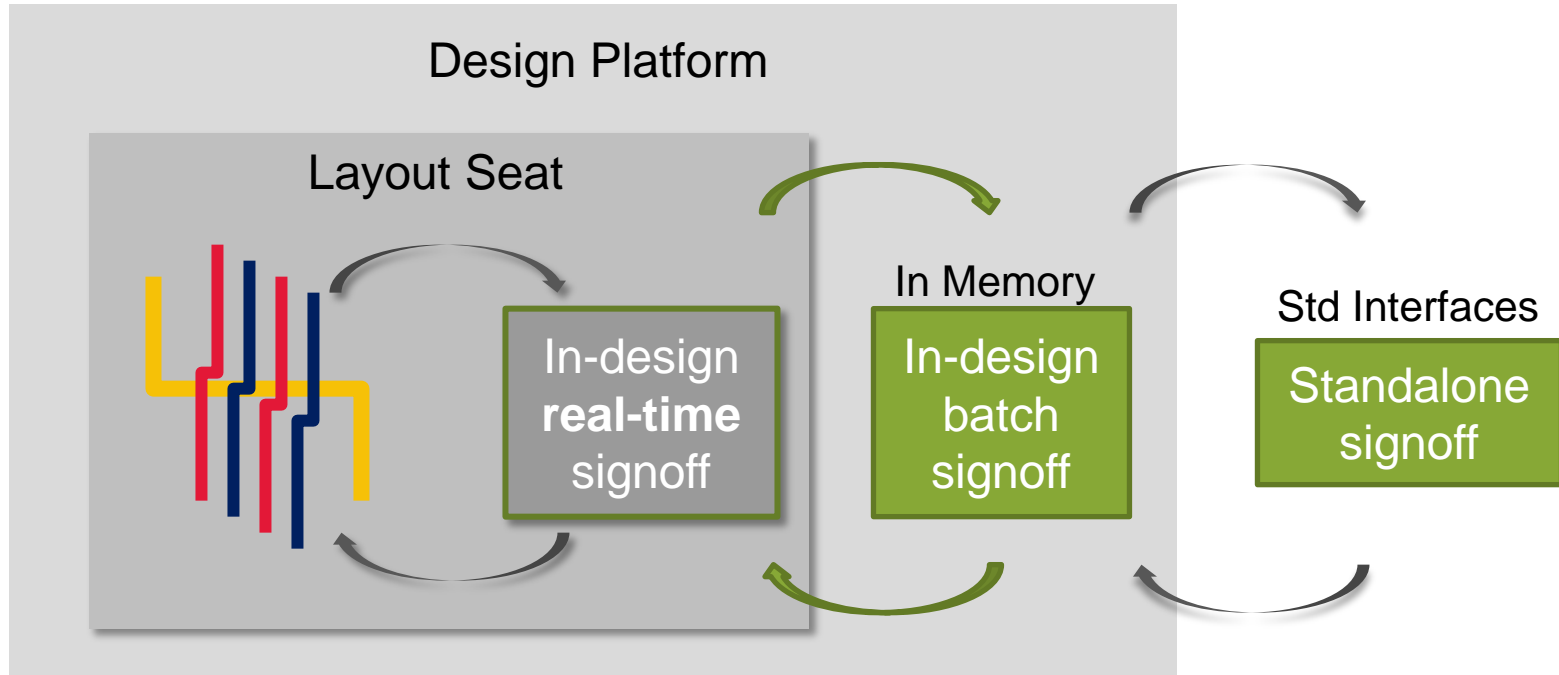 Design Platform
Layout Seat
In-design
real-time
signoff
In Memory
In-design
batch
signoff
Std Interfaces
Standalone
signoff